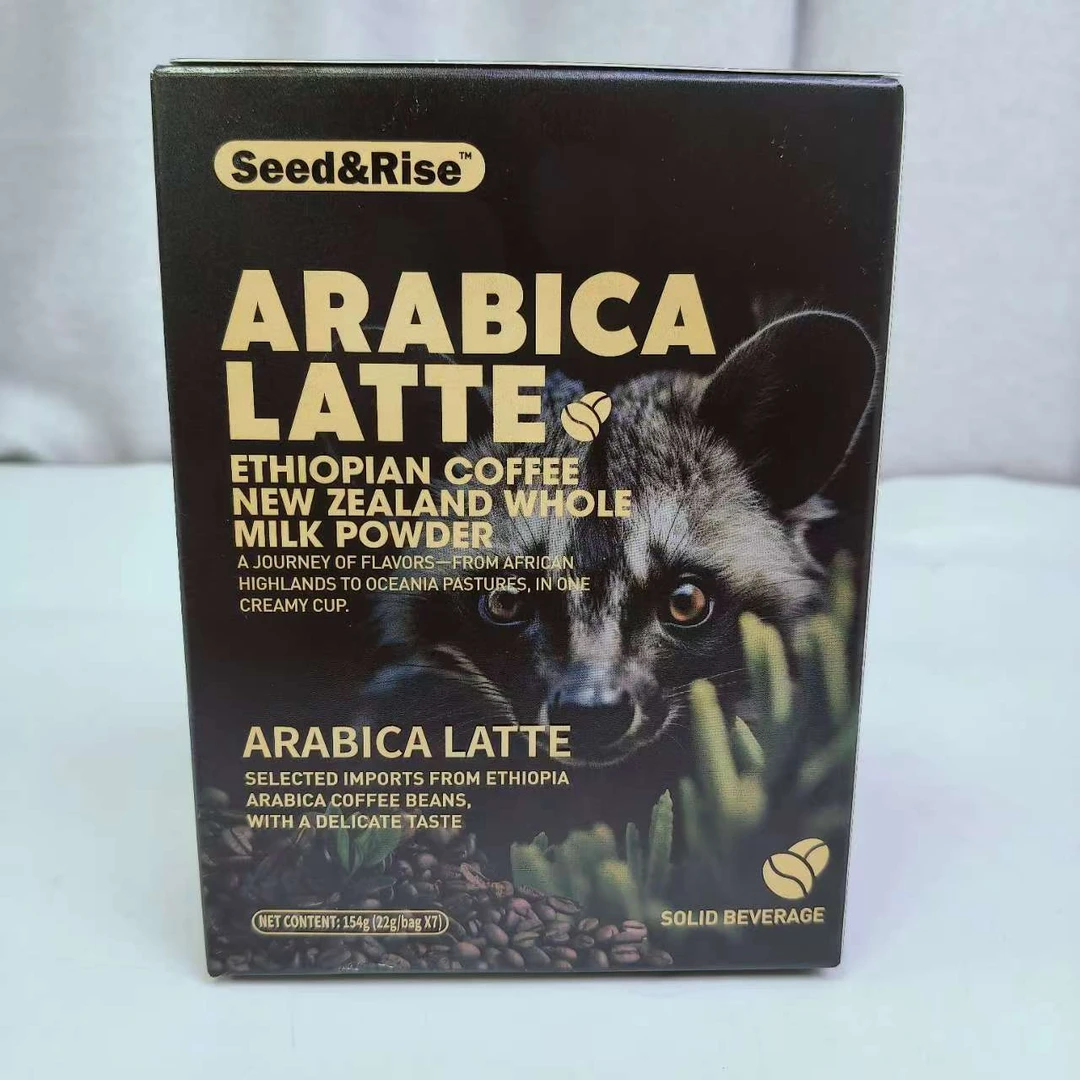 Seed&Rise™
ARABICA
LATTE
ETHIOPIAN COFFEE
NEW ZEALAND WHOLE
MILK POWDER
A JOURNEY OF FLAVORS—FROM AFRICAN
HIGHLANDS TO OCEANIA PASTURES, IN ONE
CREAMY CUP.
ARABICA LATTE
SELECTED IMPORTS FROM ETHIOPIA
ARABICA COFFEE BEANS,
WITH A DELICATE TASTE
NET CONTENT: 154g (22g/bag X7)
SOLID BEVERAGE